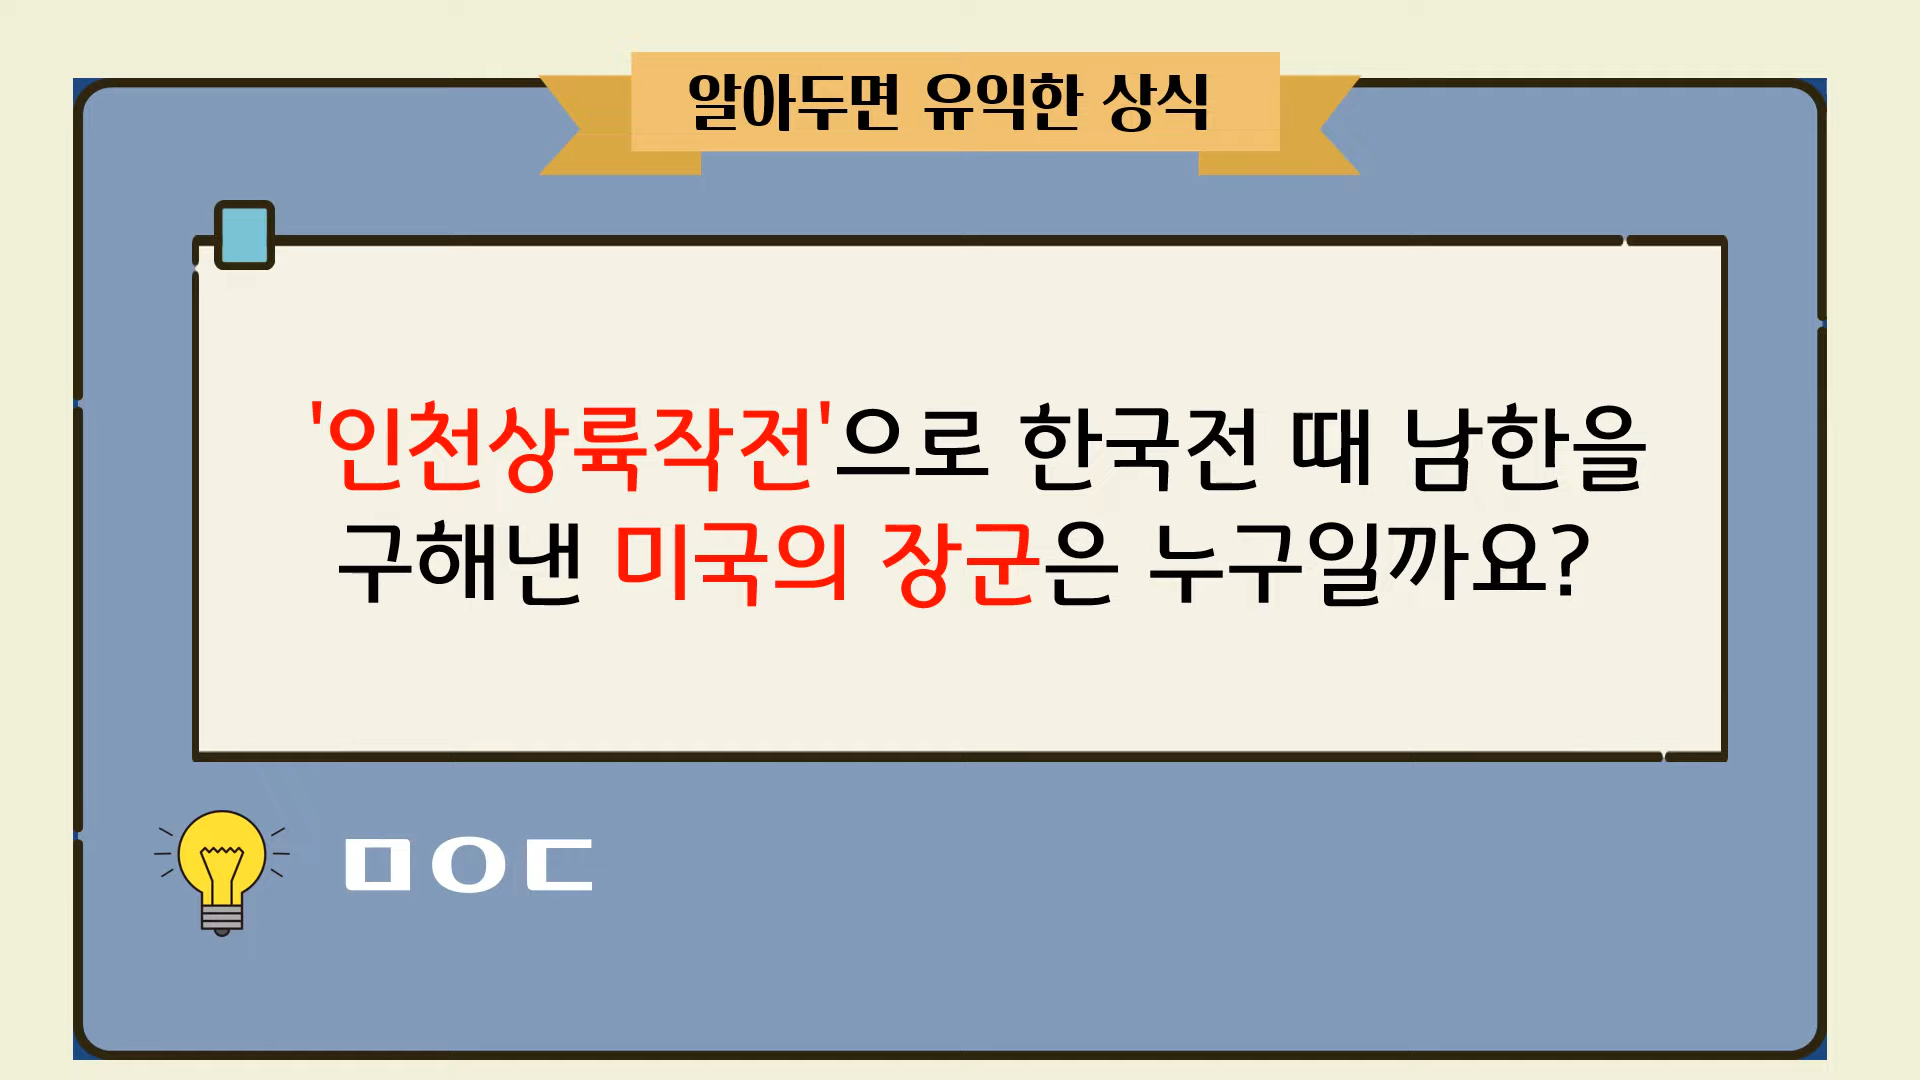 알아두면 유익한 상식
'인천상륙작전'으로 한국전 때 남한을
구해낸 미국의 장군은 누구일까요?
ㅁㅇㄷ